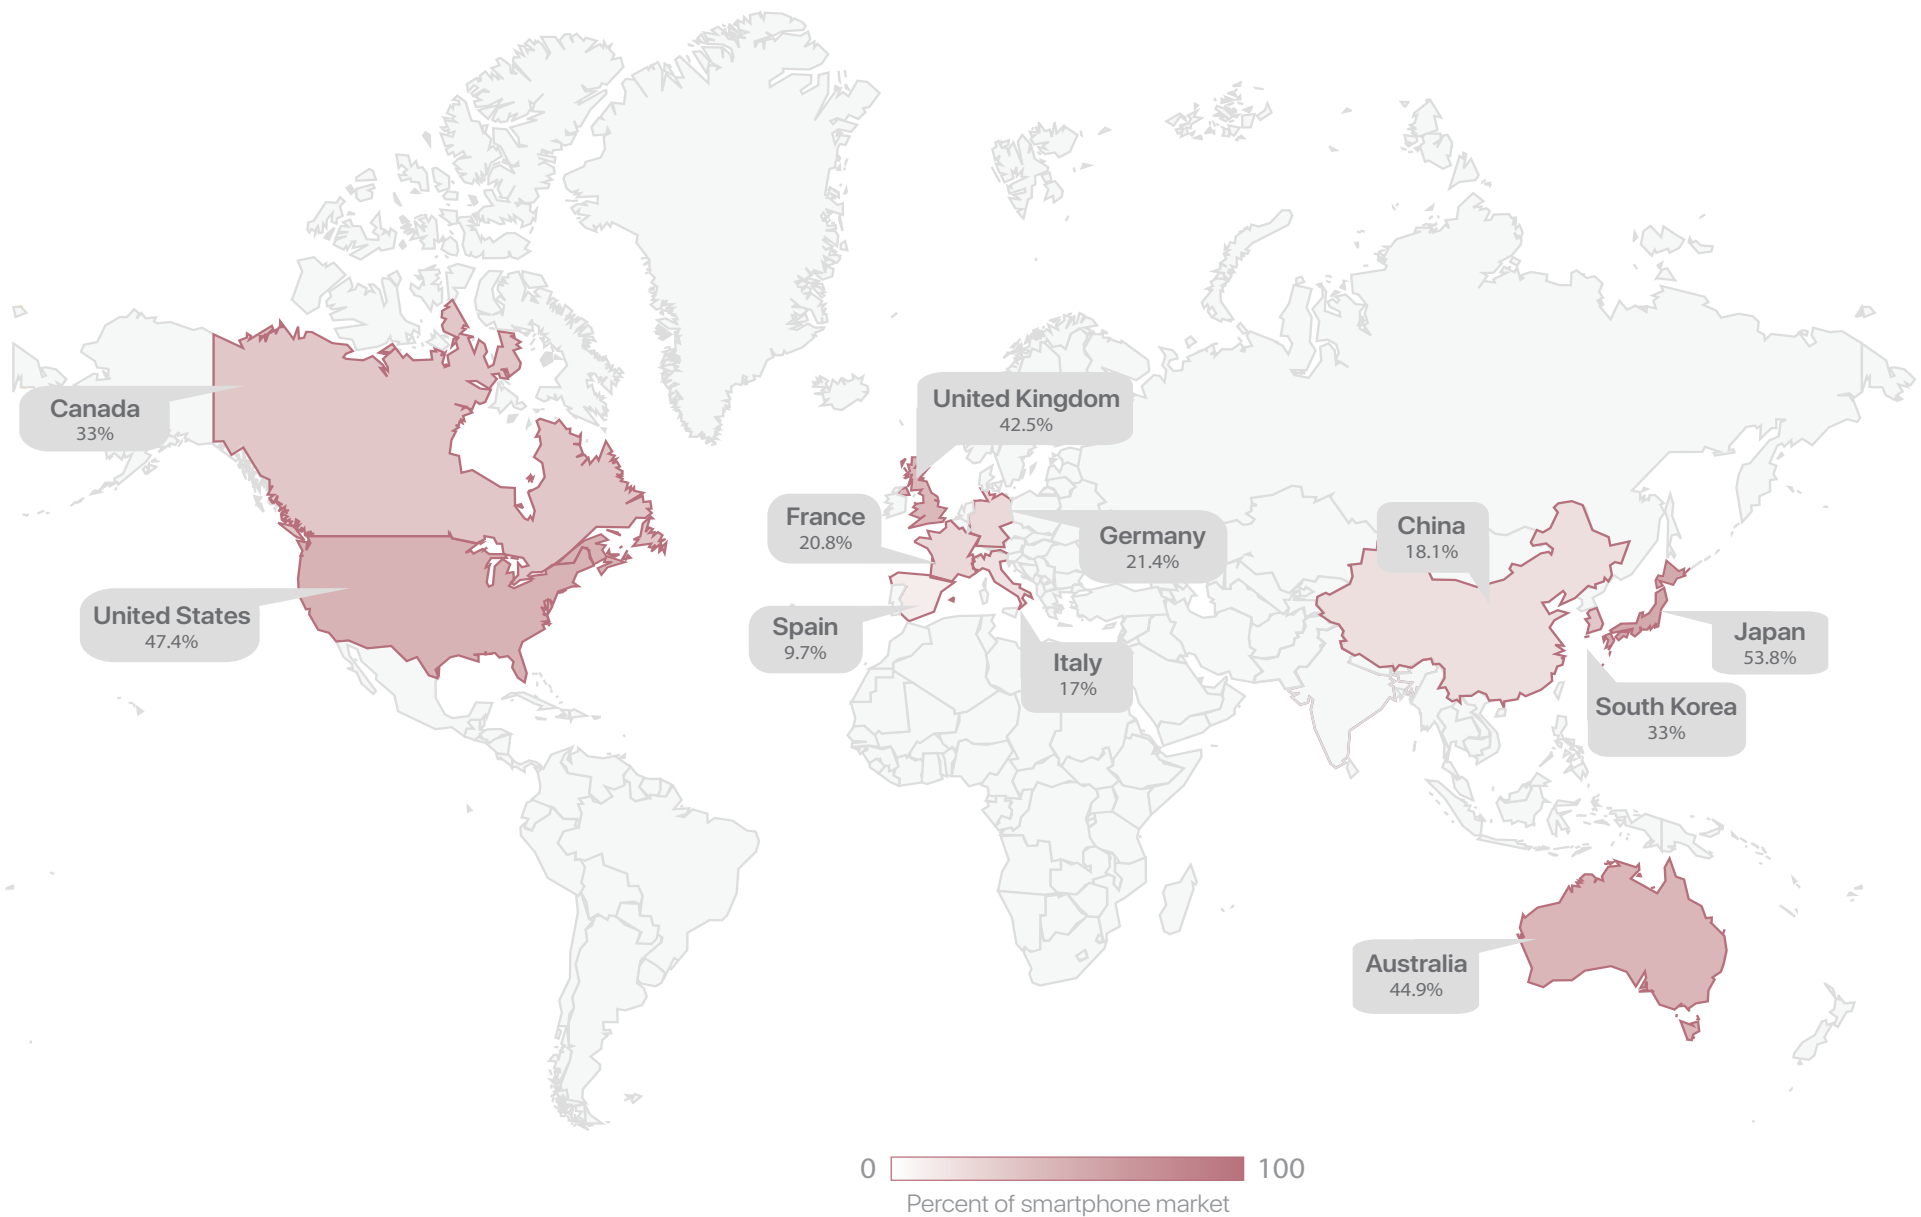 Canada
33%
United States
47.4%
United Kingdom
42.5%
France
20.8%
Germany
21.4%
Spain
9.7%
Italy
17%
China
18.1%
Japan
53.8%
South Korea
33%
Australia
44.9%
0
100
Percent of smartphone market